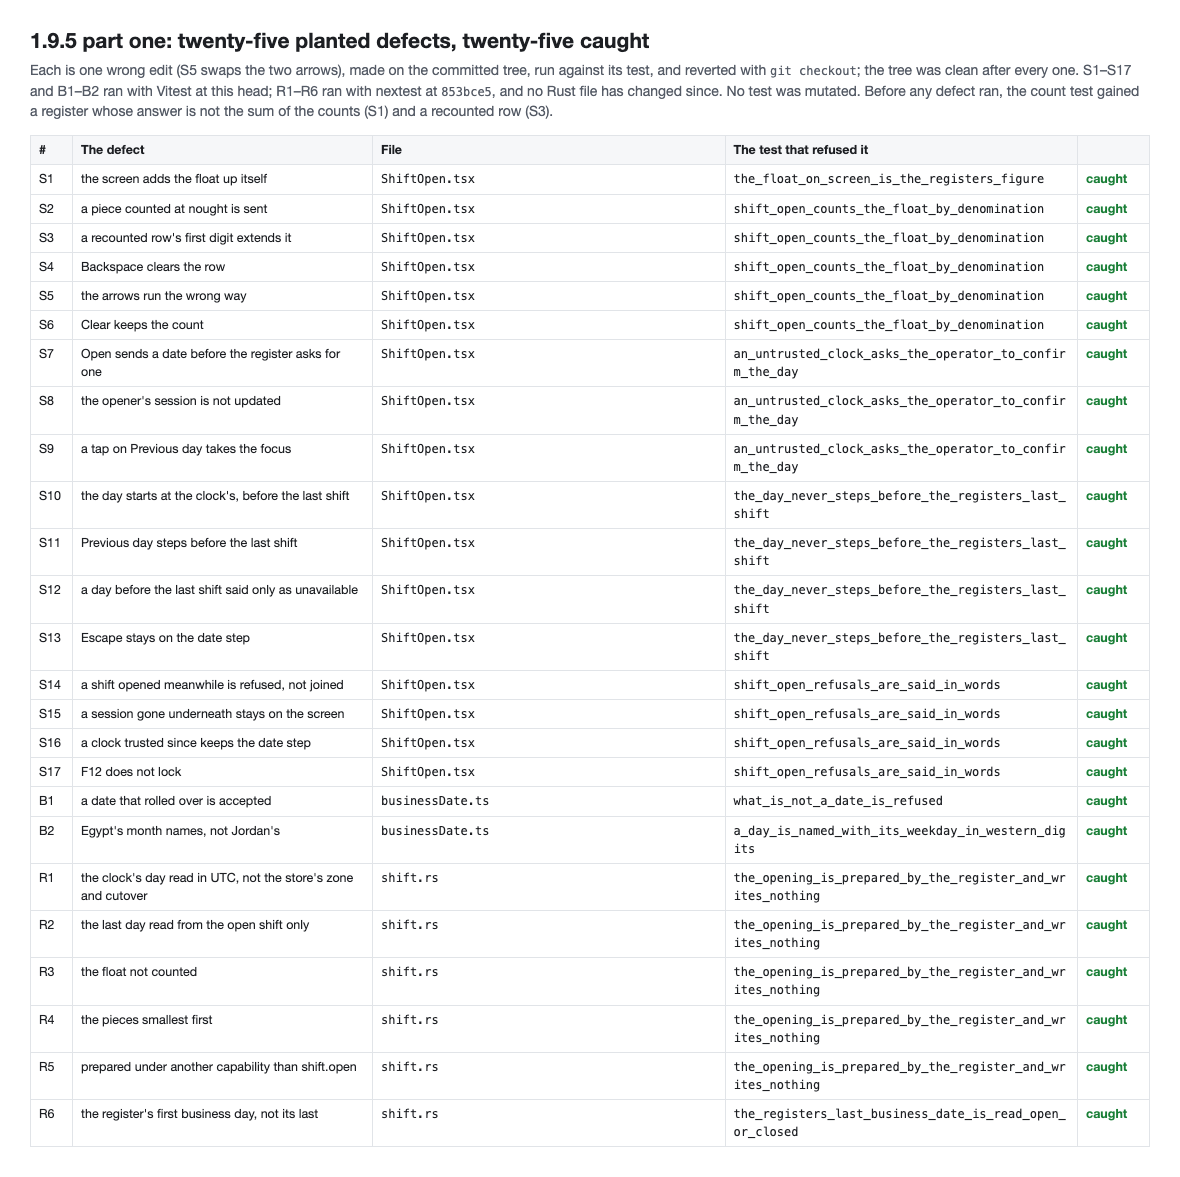 1.9.5 part one: twenty-five planted defects, twenty-five caught
Each is one wrong edit (S5 swaps the two arrows), made on the committed tree, run against its test, and reverted with git checkout; the tree was clean after every one. S1–S17
and B1–B2 ran with Vitest at this head; R1–R6 ran with nextest at 853bce5, and no Rust file has changed since. No test was mutated. Before any defect ran, the count test gained
a register whose answer is not the sum of the counts (S1) and a recounted row (S3).
# The defect File The test that refused it
S1 the screen adds the float up itself ShiftOpen.tsx the_float_on_screen_is_the_registers_figure caught
S2 a piece counted at nought is sent ShiftOpen.tsx shift_open_counts_the_float_by_denomination caught
S3 a recounted row's first digit extends it ShiftOpen.tsx shift_open_counts_the_float_by_denomination caught
S4 Backspace clears the row ShiftOpen.tsx shift_open_counts_the_float_by_denomination caught
S5 the arrows run the wrong way ShiftOpen.tsx shift_open_counts_the_float_by_denomination caught
S6 Clear keeps the count ShiftOpen.tsx shift_open_counts_the_float_by_denomination caught
S7 Open sends a date before the register asks for ShiftOpen.tsx an_untrusted_clock_asks_the_operator_to_confir caught
one m_the_day
S8 the opener's session is not updated ShiftOpen.tsx an_untrusted_clock_asks_the_operator_to_confir caught
m_the_day
S9 a tap on Previous day takes the focus ShiftOpen.tsx an_untrusted_clock_asks_the_operator_to_confir caught
m_the_day
S10 the day starts at the clock's, before the last shift ShiftOpen.tsx the_day_never_steps_before_the_registers_last_ caught
shift
S11 Previous day steps before the last shift ShiftOpen.tsx the_day_never_steps_before_the_registers_last_ caught
shift
S12 a day before the last shift said only as unavailable ShiftOpen.tsx the_day_never_steps_before_the_registers_last_ caught
shift
S13 Escape stays on the date step ShiftOpen.tsx the_day_never_steps_before_the_registers_last_ caught
shift
S14 a shift opened meanwhile is refused, not joined ShiftOpen.tsx shift_open_refusals_are_said_in_words caught
S15 a session gone underneath stays on the screen ShiftOpen.tsx shift_open_refusals_are_said_in_words caught
S16 a clock trusted since keeps the date step ShiftOpen.tsx shift_open_refusals_are_said_in_words caught
S17 F12 does not lock ShiftOpen.tsx shift_open_refusals_are_said_in_words caught
B1 a date that rolled over is accepted businessDate.ts what_is_not_a_date_is_refused caught
B2 Egypt's month names, not Jordan's businessDate.ts a_day_is_named_with_its_weekday_in_western_dig caught
its
R1 the clock's day read in UTC, not the store's zone shift.rs the_opening_is_prepared_by_the_register_and_wr caught
and cutover ites_nothing
R2 the last day read from the open shift only shift.rs the_opening_is_prepared_by_the_register_and_wr caught
ites_nothing
R3 the float not counted shift.rs the_opening_is_prepared_by_the_register_and_wr caught
ites_nothing
R4 the pieces smallest first shift.rs the_opening_is_prepared_by_the_register_and_wr caught
ites_nothing
R5 prepared under another capability than shift.open shift.rs the_opening_is_prepared_by_the_register_and_wr caught
ites_nothing
R6 the register's first business day, not its last shift.rs the_registers_last_business_date_is_read_open_ caught
or_closed